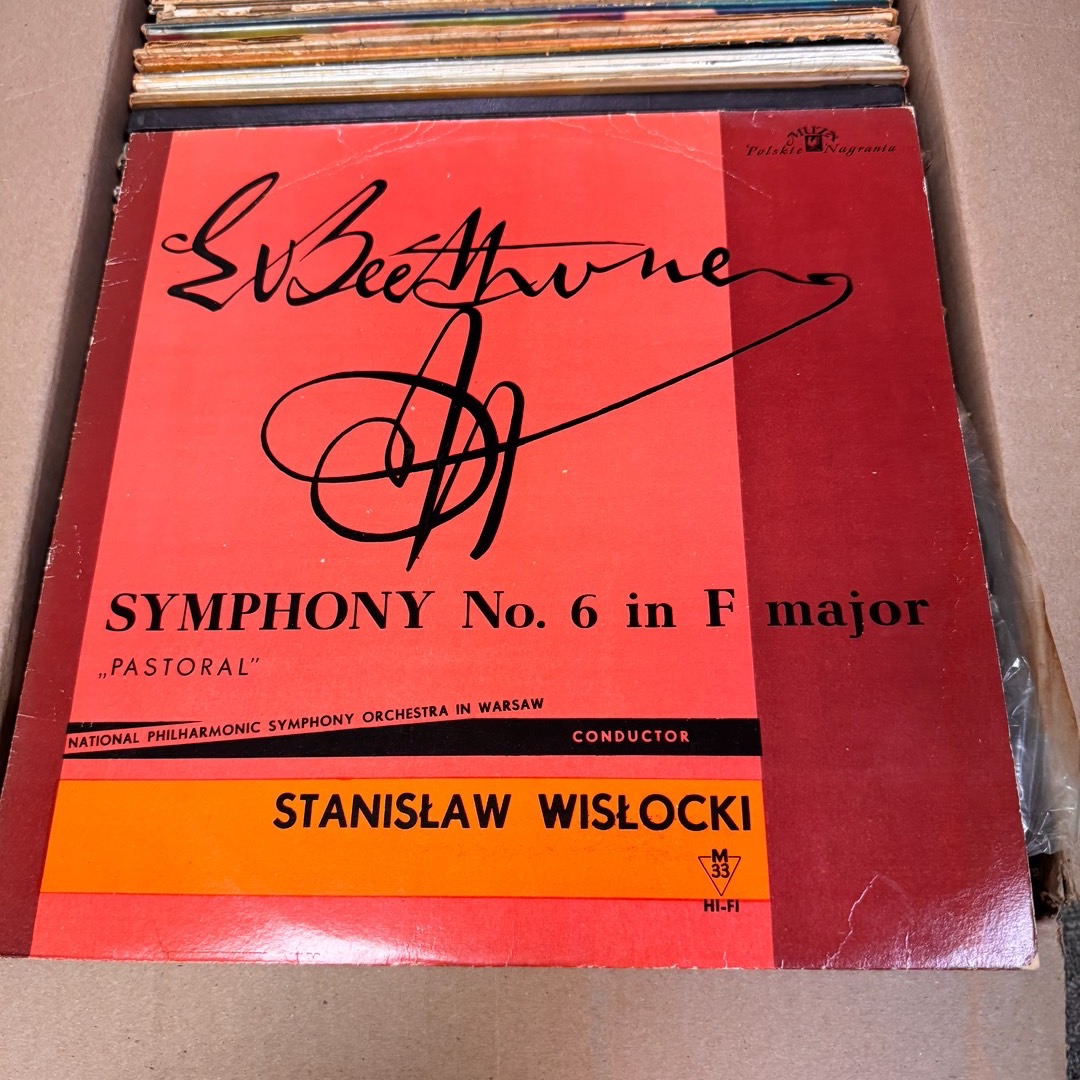 MUZA
Polskie Nagrania
L v Beethoven
SYMPHONY No. 6 in F major
„PASTORAL”
NATIONAL PHILHARMONIC SYMPHONY ORCHESTRA IN WARSAW
CONDUCTOR
STANISŁAW WISŁOCKI
M
33
HI-FI